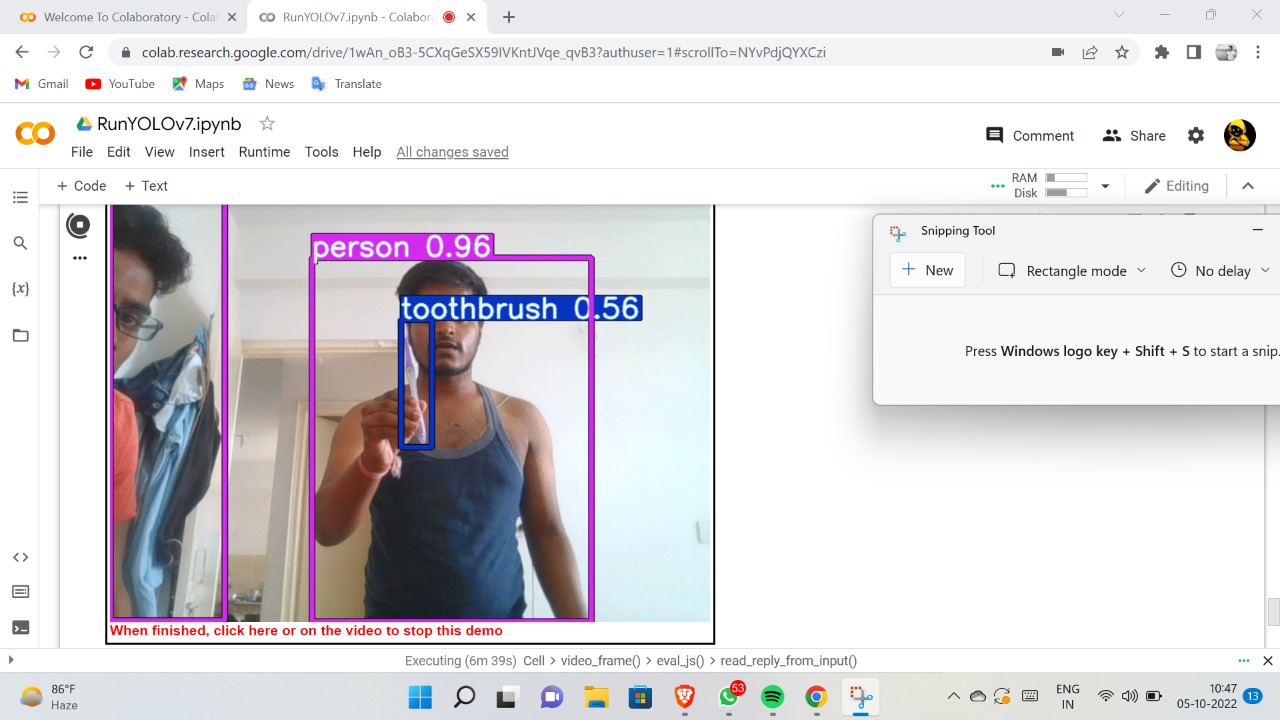 Welcome To Colaboratory - Cola
RunYOLOv7.ipynb - Colabora
colab.research.google.com/drive/1wAn_oB3-5CXqGeSX59IVKntJVqe_qvB3?authuser=1#scrollTo=NYvPdjQYXCzi
Gmail YouTube Maps News Translate
RunYOLOv7.ipynb
Comment Share
File Edit View Insert Runtime Tools Help All changes saved
+ Code + Text
RAM
Disk
Editing
person 0.96
toothbrush 0.56
Snipping Tool
New Rectangle mode No delay
Press Windows logo key + Shift + S to start a snip.
{x}
When finished, click here or on the video to stop this demo
Executing (6m 39s) Cell > video_frame() > eval_js() > read_reply_from_input()
86°F
Haze
53
ENG
IN
10:47
05-10-2022
13